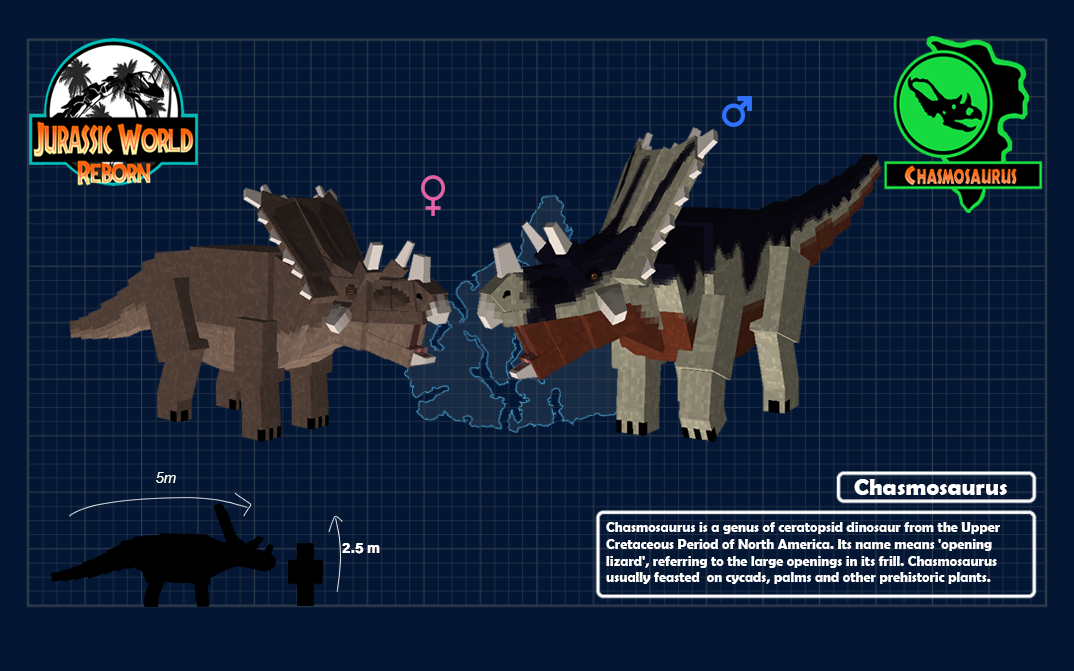 JURASSIC WORLD
REBORN
CHASMOSAURUS
5m
2.5 m
Chasmosaurus
Chasmosaurus is a genus of ceratopsid dinosaur from the Upper
Cretaceous Period of North America. Its name means 'opening
lizard', referring to the large openings in its frill. Chasmosaurus
usually feasted  on cycads, palms and other prehistoric plants.